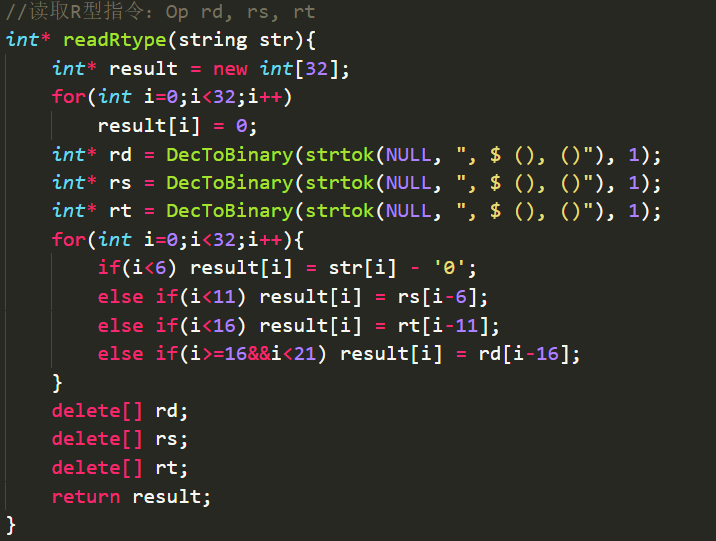 //读取R型指令：Op rd, rs, rt
int* readRtype(string str){
    int* result = new int[32];
    for(int i=0;i<32;i++)
        result[i] = 0;
    int* rd = DecToBinary(strtok(NULL, ", $ (), ()"), 1);
    int* rs = DecToBinary(strtok(NULL, ", $ (), ()"), 1);
    int* rt = DecToBinary(strtok(NULL, ", $ (), ()"), 1);
    for(int i=0;i<32;i++){
        if(i<6) result[i] = str[i] - '0';
        else if(i<11) result[i] = rs[i-6];
        else if(i<16) result[i] = rt[i-11];
        else if(i>=16&&i<21) result[i] = rd[i-16];
    }
    delete[] rd;
    delete[] rs;
    delete[] rt;
    return result;
}